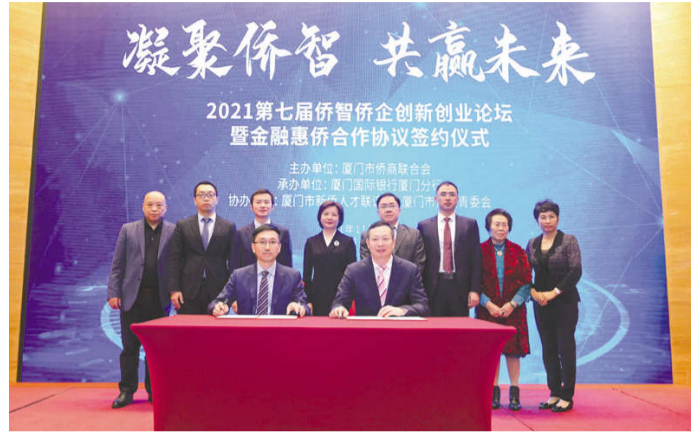 凝聚侨智 共赢未来
2021第七届侨智侨企创新创业论坛
暨金融惠侨合作协议签约仪式
主办单位：厦门市侨商联合会
承办单位：厦门国际银行厦门分行
协办 厦门市新侨人才联 厦门市 青委会